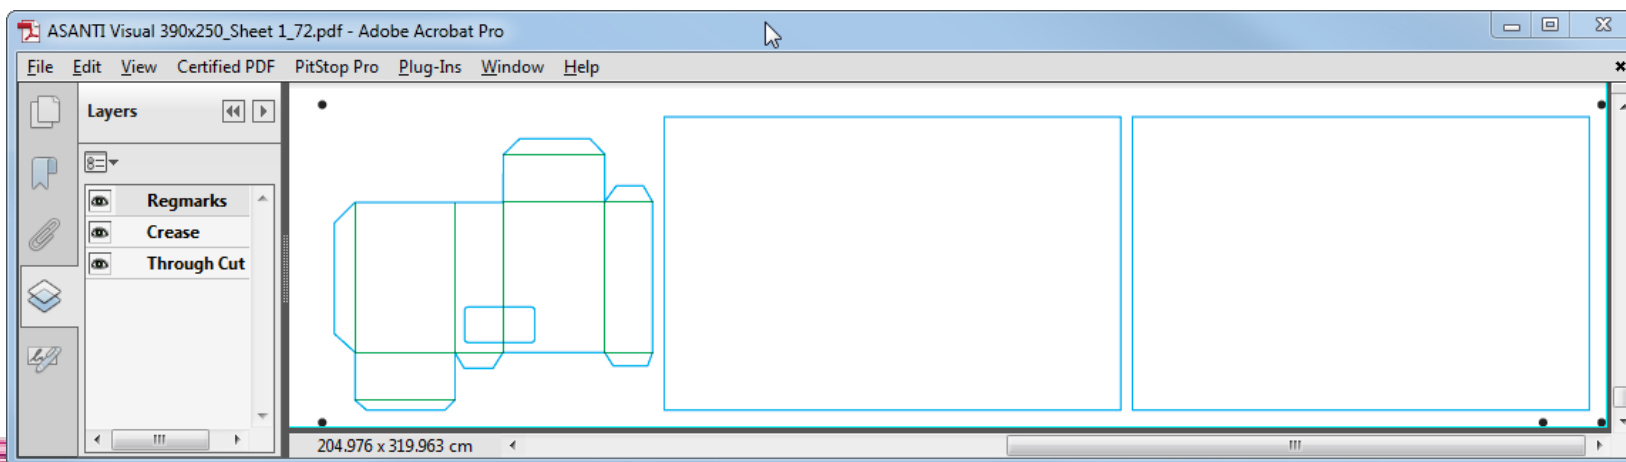 ASANTI Visual 390x250_Sheet 1_72.pdf - Adobe Acrobat Pro
File Edit View Certified PDF PitStop Pro Plug-Ins Window Help
Layers
Regmarks
Crease
Through Cut
204.976 x 319.963 cm